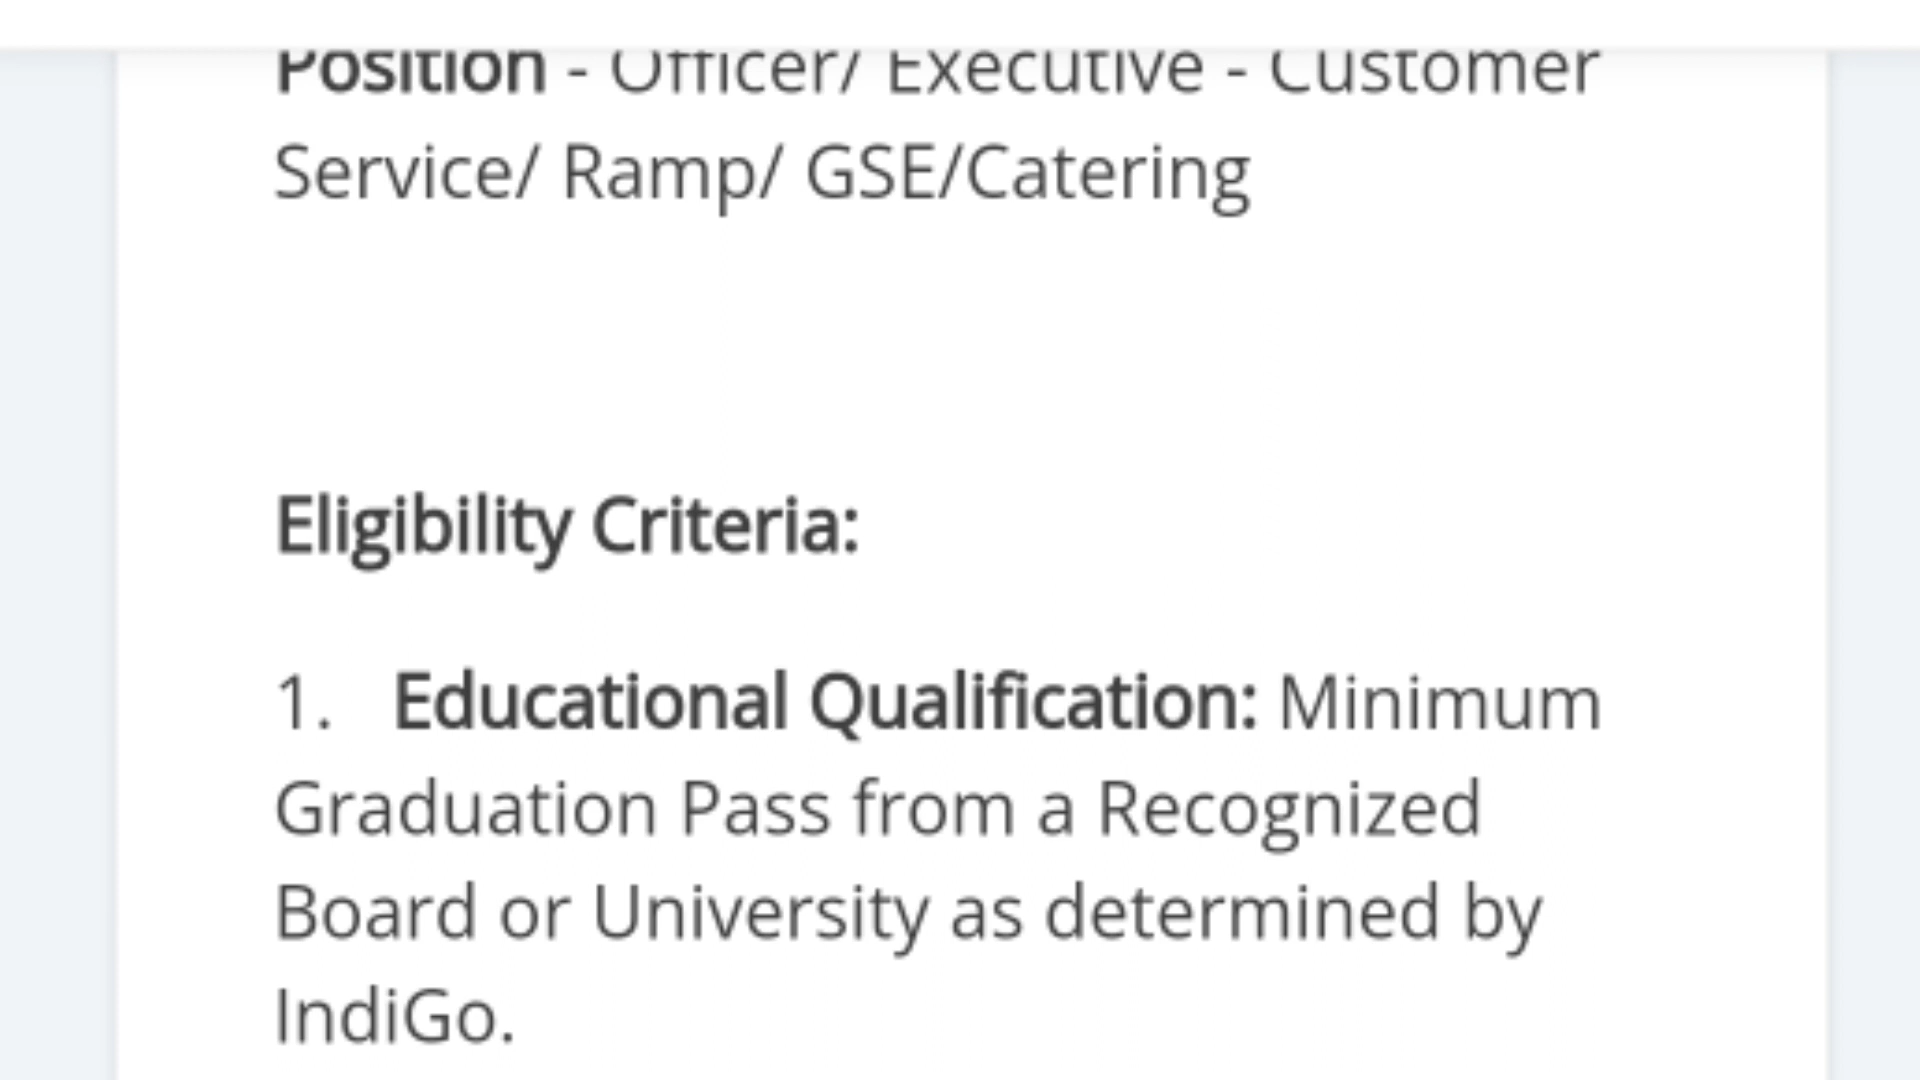 Position - Officer/ Executive - Customer
Service/ Ramp/ GSE/Catering
Eligibility Criteria:
1. Educational Qualification: Minimum
Graduation Pass from a Recognized
Board or University as determined by
IndiGo.